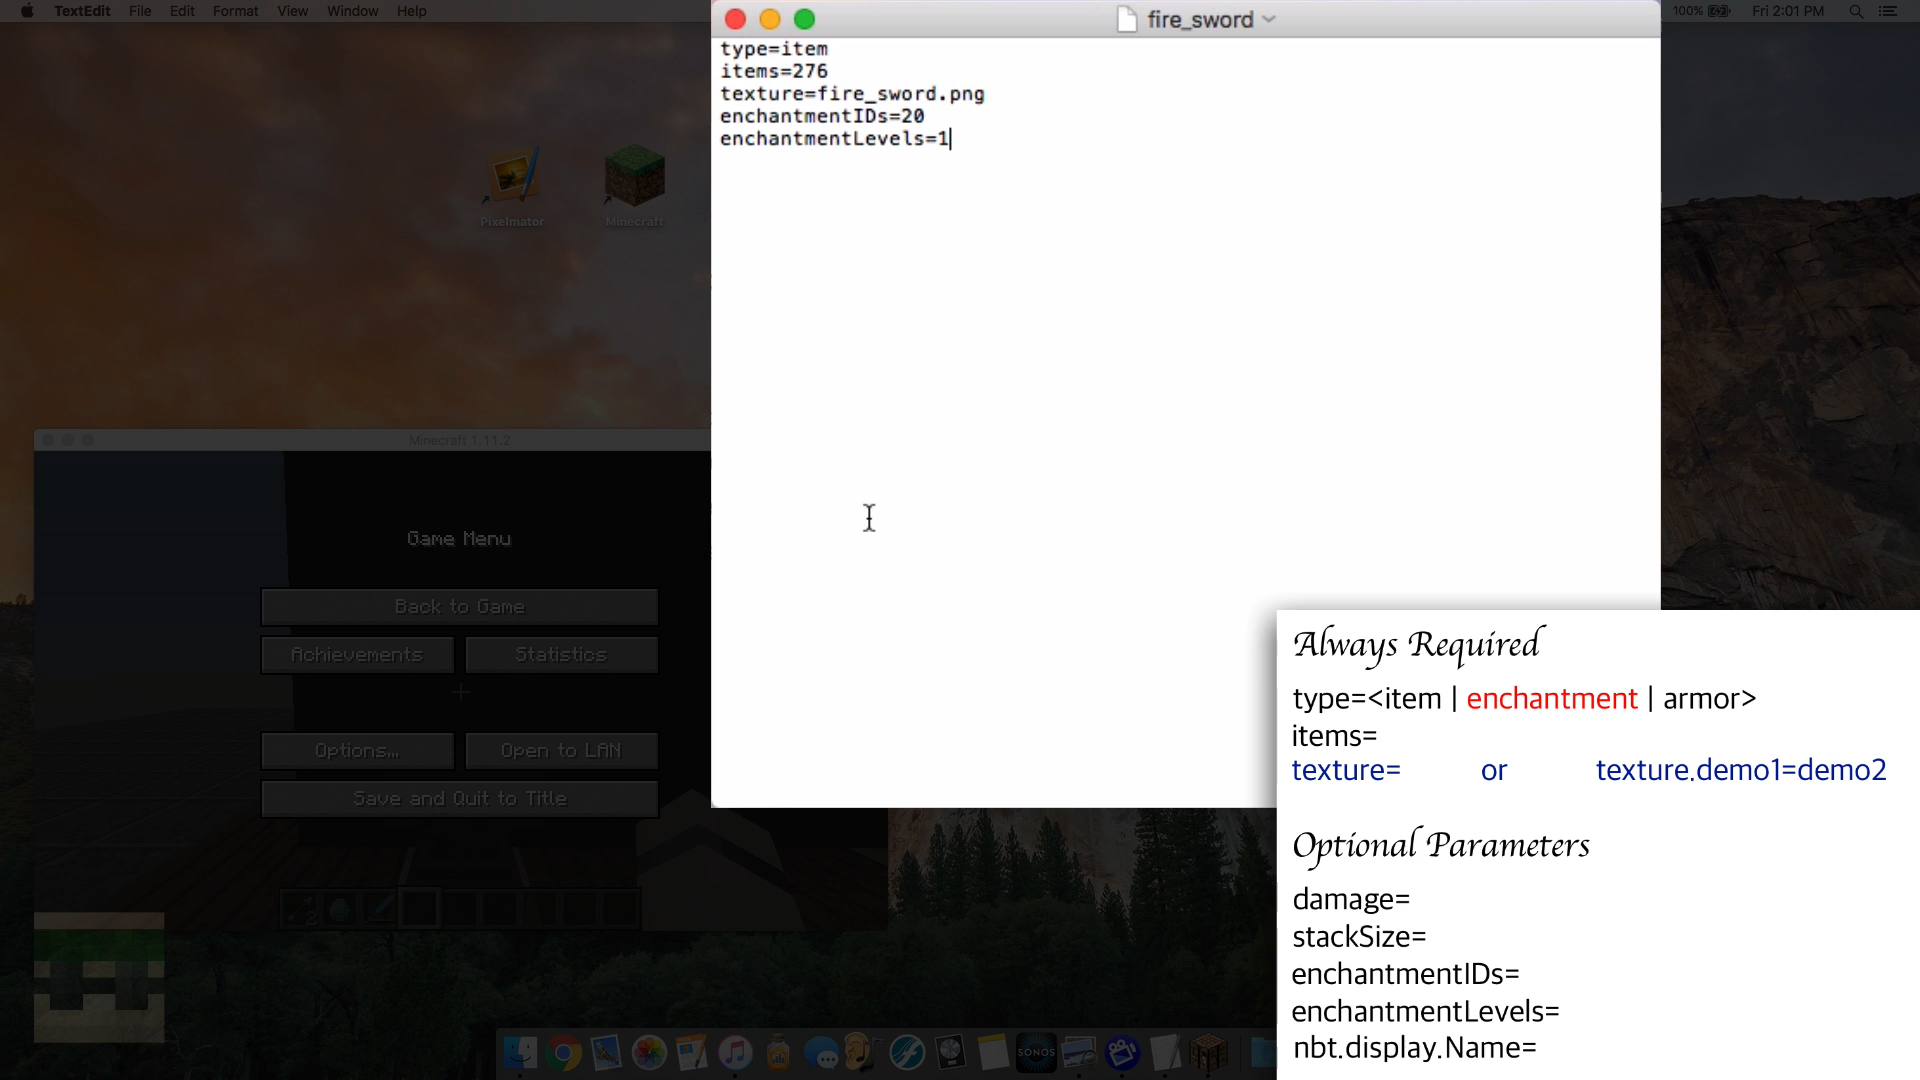 TextEdit File Edit Format View Window Help
100% Fri 2:01 PM
fire_sword
type=item
items=276
texture=fire_sword.png
enchantmentIDs=20
enchantmentLevels=1
Pixelmator
Minecraft
Minecraft 1.11.2
Game Menu
Back to Game
Achievements
Statistics
Options...
Open to LAN
Save and Quit to Title
2
Always Required
type=<item | enchantment | armor>
items=
texture= or texture.demo1=demo2
Optional Parameters
damage=
stackSize=
enchantmentIDs=
enchantmentLevels=
nbt.display.Name=
SONOS